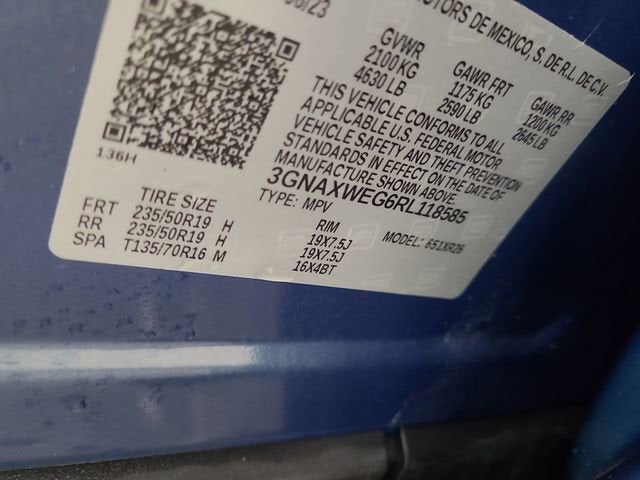 MOTORS DE MEXICO, S. DE R.L. DE C.V.
GVWR GAWR FRT GAWR RR
2100 KG 1175 KG 1200 KG
4630 LB 2590 LB 2645 LB
THIS VEHICLE CONFORMS TO ALL
APPLICABLE U.S. FEDERAL MOTOR
VEHICLE SAFETY AND THEFT PREVENTION
STANDARDS IN EFFECT ON THE DATE OF
MANUFACTURE SHOWN ABOVE.
3GNAXWEG6RL118585
136H
TYPE: MPV
MODEL: 651XR26
TIRE SIZE RIM
FRT 235/50R19 H 19X7.5J
RR 235/50R19 H 19X7.5J
SPA T135/70R16 M 16X4BT